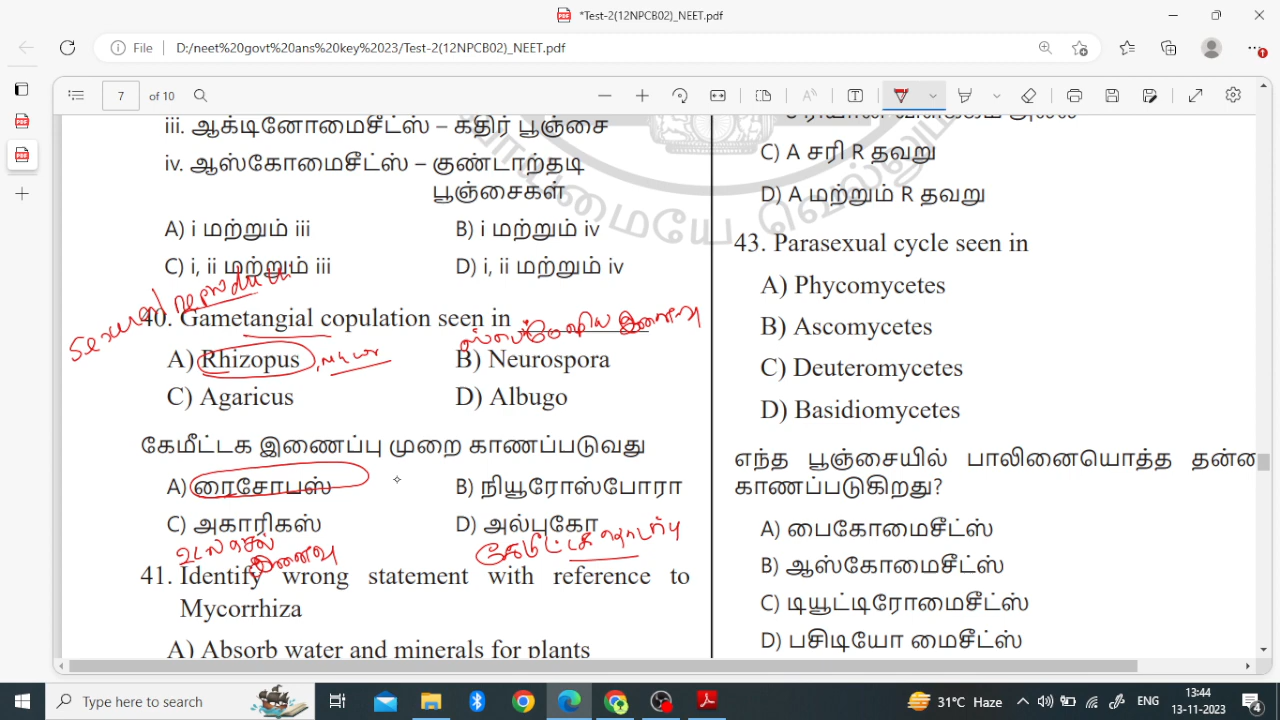 *Test-2(12NPCB02)_NEET.pdf
File
D:/neet%20govt%20ans%20key%2023/Test-2(12NPCB02)_NEET.pdf
7 of 10
iii. ஆக்டினோமைசீட்ஸ் – கதிர் பூஞ்சை
iv. ஆஸ்கோமைசீட்ஸ் – குண்டாந்தடி
பூஞ்சைகள்
A) i மற்றும் iii
B) i மற்றும் iv
C) i, ii மற்றும் iii
D) i, ii மற்றும் iv
Sexual reproduction
40. Gametangial copulation seen in
A) Rhizopus
B) Neurospora
C) Agaricus
D) Albugo
கேமீட்டக இணைப்பு முறை காணப்படுவது
A) ரைசோபஸ்
B) நியூரோஸ்போரா
C) அகாரிகஸ்
D) அல்புகோ
உடல செல்
இணைவு
41. Identify wrong statement with reference to
Mycorrhiza
A) Absorb water and minerals for plants
வாய்மையே வெல்லும்
C) A சரி R தவறு
D) A மற்றும் R தவறு
43. Parasexual cycle seen in
A) Phycomycetes
B) Ascomycetes
C) Deuteromycetes
D) Basidiomycetes
எந்த பூஞ்சையில் பாலினையொத்த
காணப்படுகிறது?
A) பைகோமைசீட்ஸ்
B) ஆஸ்கோமைசீட்ஸ்
C) டியூட்டிரோமைசீட்ஸ்
D) பசிடியோ மைசீட்ஸ்
Type here to search
31°C Haze
ENG
13:44
13-11-2023
4